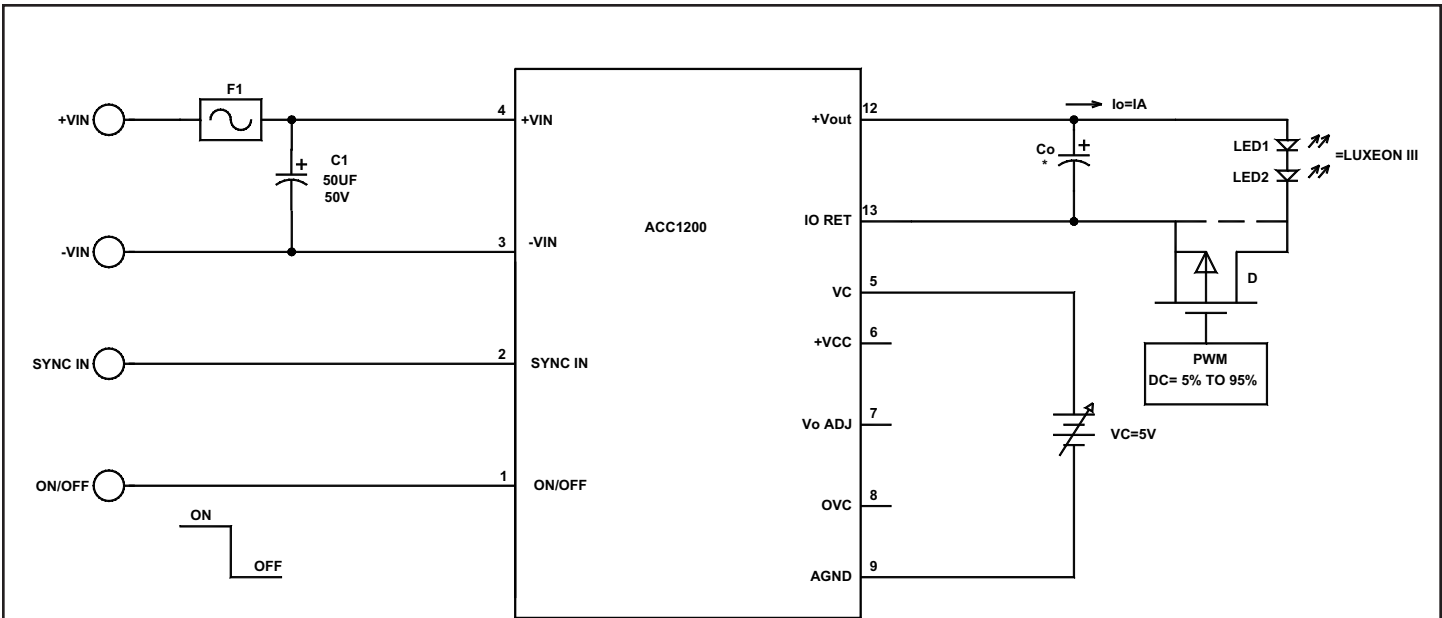 F1
+VIN
4
+VIN
+
C1
50UF
50V
-VIN
3
-VIN
ACC1200
SYNC IN
2
SYNC IN
ON/OFF
1
ON/OFF
ON
OFF
+Vout
12
Io=IA
Co
*
+
LED1
LED2
=LUXEON III
IO RET
13
D
PWM
DC= 5% TO 95%
VC
5
+VCC
6
Vo ADJ
7
VC=5V
OVC
8
AGND
9